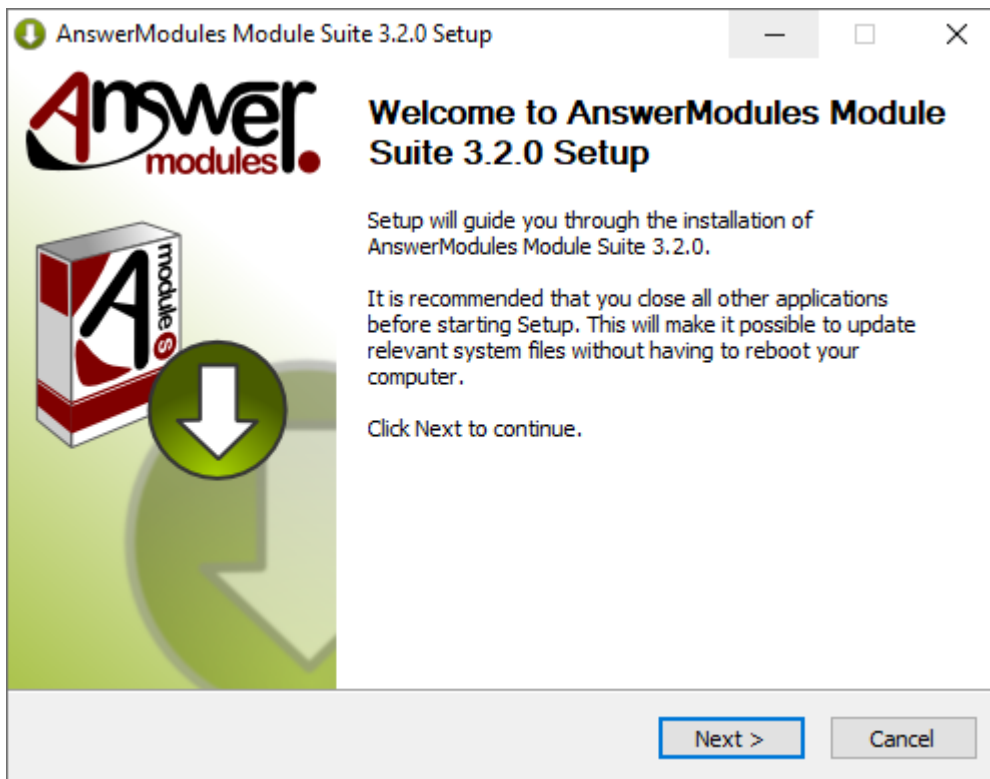 AnswerModules Module Suite 3.2.0 Setup
Answer
modules
Welcome to AnswerModules Module
Suite 3.2.0 Setup
Setup will guide you through the installation of
AnswerModules Module Suite 3.2.0.
It is recommended that you close all other applications
before starting Setup. This will make it possible to update
relevant system files without having to reboot your
computer.
Click Next to continue.
A
modules
Next >
Cancel